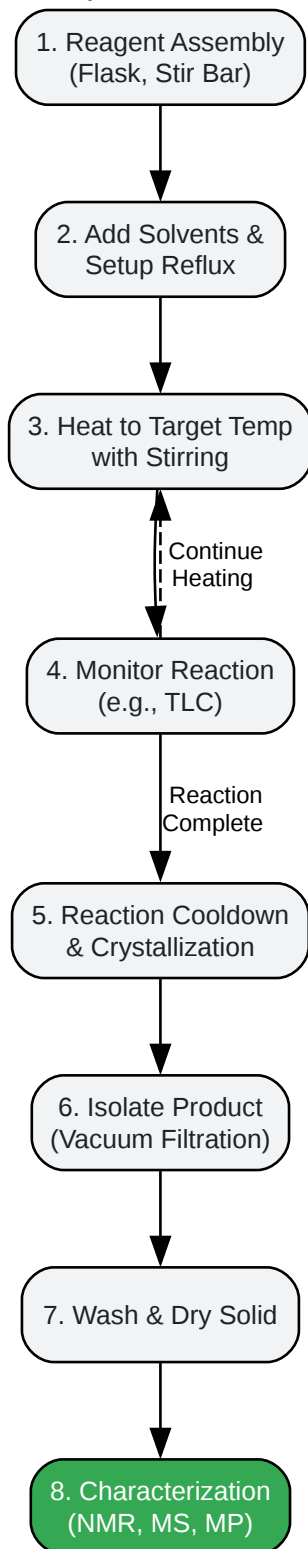 1. Reagent Assembly
(Flask, Stir Bar)
2. Add Solvents &
Setup Reflux
3. Heat to Target Temp
with Stirring
Continue
Heating
4. Monitor Reaction
(e.g., TLC)
Reaction
Complete
5. Reaction Cooldown
& Crystallization
6. Isolate Product
(Vacuum Filtration)
7. Wash & Dry Solid
8. Characterization
(NMR, MS, MP)